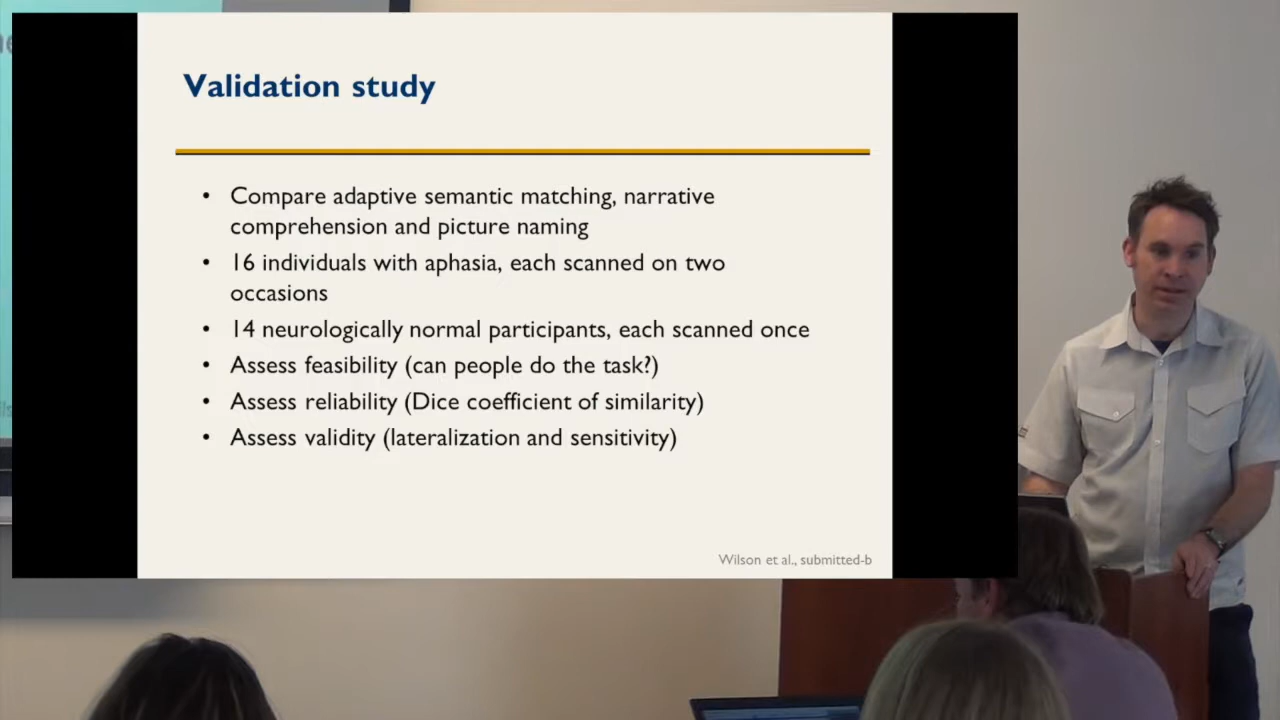 Validation study
• Compare adaptive semantic matching, narrative
comprehension and picture naming
• 16 individuals with aphasia, each scanned on two
occasions
• 14 neurologically normal participants, each scanned once
• Assess feasibility (can people do the task?)
• Assess reliability (Dice coefficient of similarity)
• Assess validity (lateralization and sensitivity)
Wilson et al., submitted-b